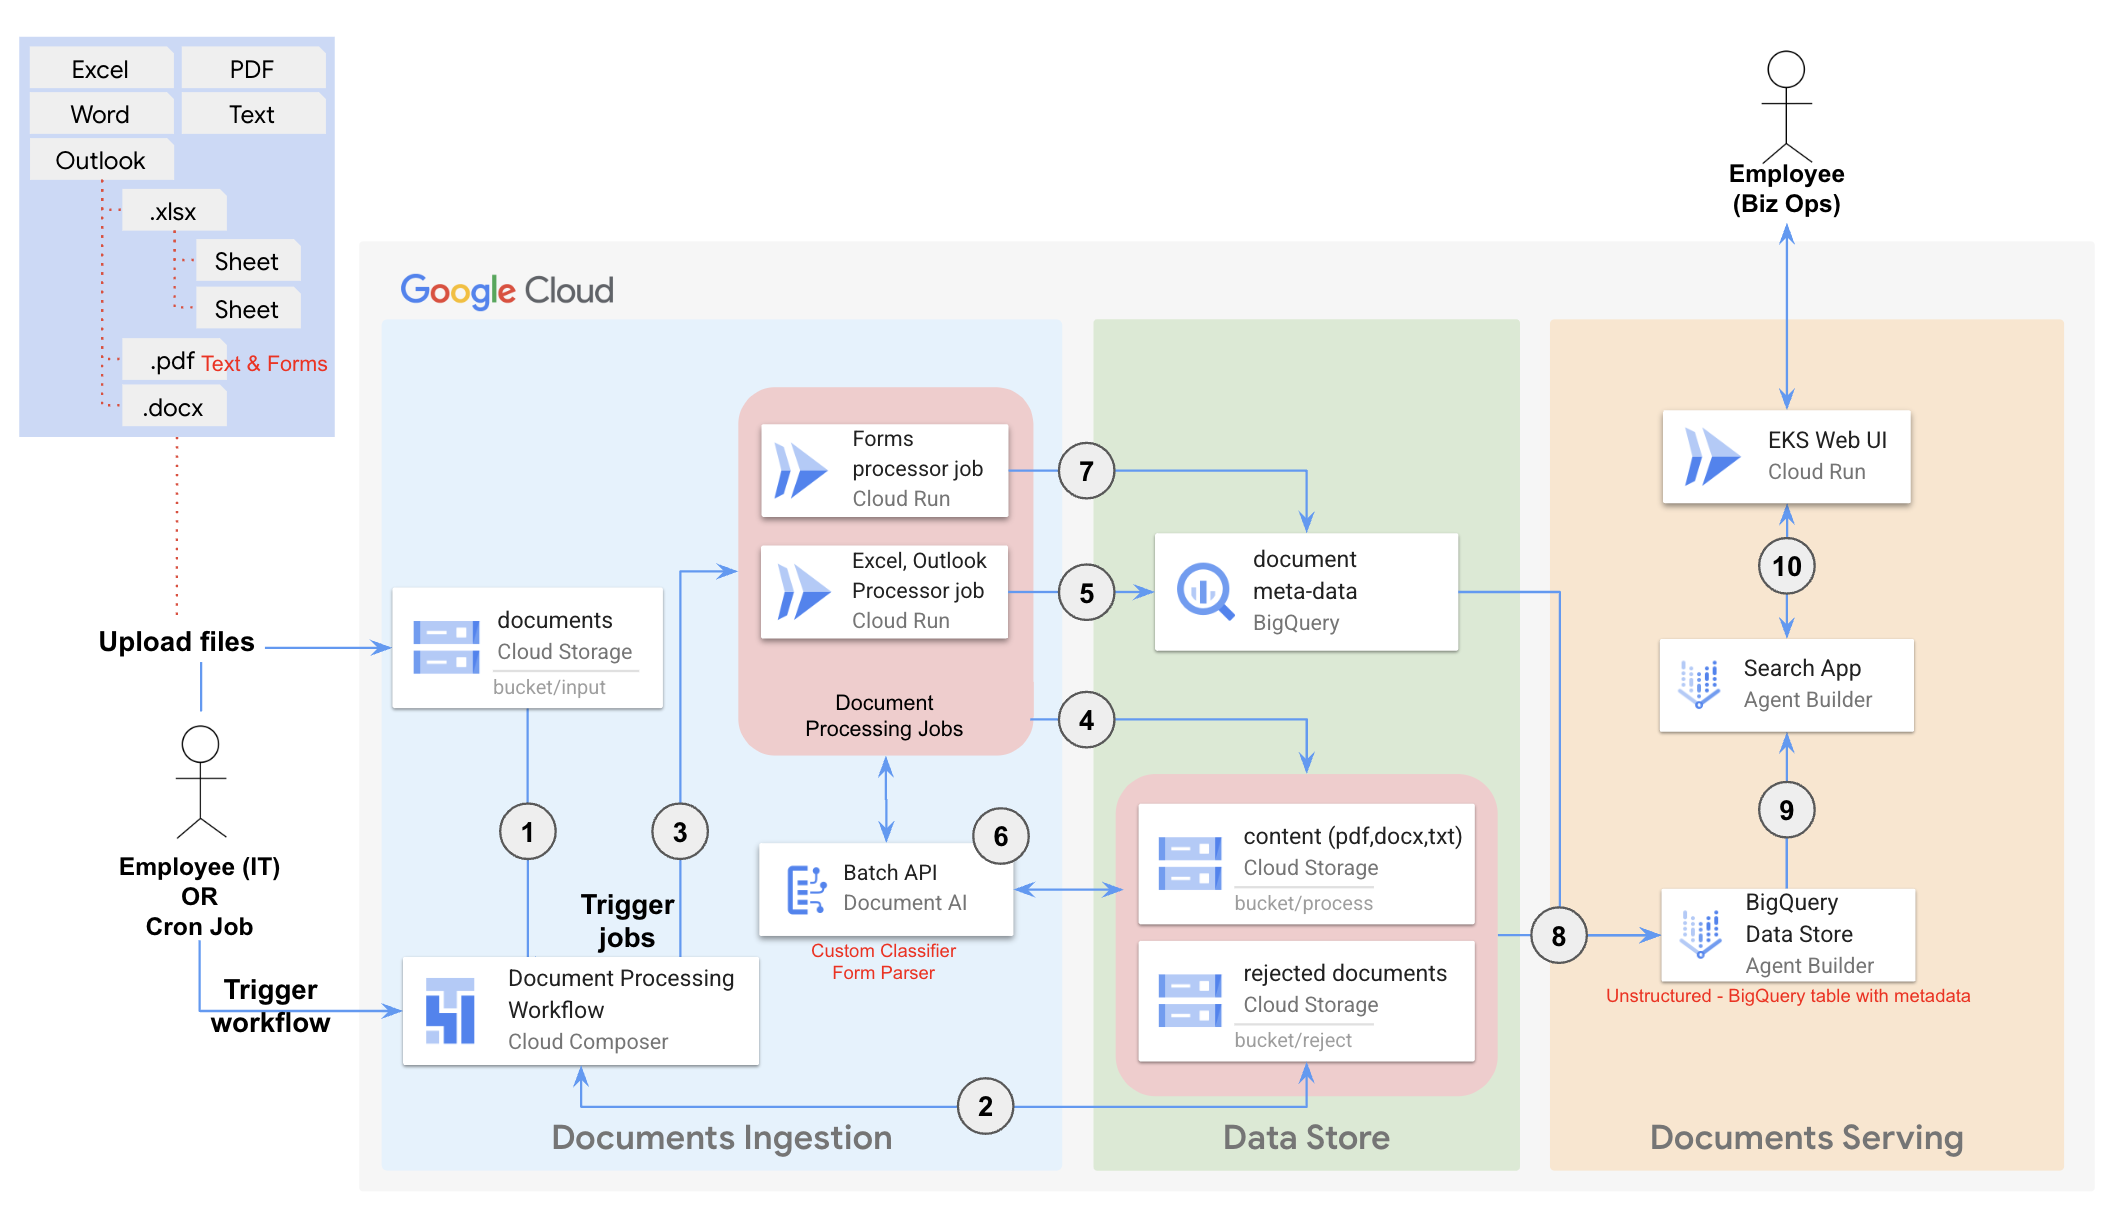 Excel
PDF
Word
Text
Outlook
.xlsx
Sheet
Sheet
.pdf
Text & Forms
.docx
Employee
(Biz Ops)
Google Cloud
Forms
processor job
Cloud Run
7
EKS Web UI
Cloud Run
Excel, Outlook
Processor job
Cloud Run
5
document
meta-data
BigQuery
10
Upload files
documents
Cloud Storage
bucket/input
Search App
Agent Builder
Document
Processing Jobs
4
1
3
6
content (pdf,docx,txt)
Cloud Storage
bucket/process
9
Employee (IT)
OR
Cron Job
Trigger
jobs
Batch API
Document AI
Custom Classifier
Form Parser
8
BigQuery
Data Store
Agent Builder
Unstructured - BigQuery table with metadata
Trigger
workflow
Document Processing
Workflow
Cloud Composer
rejected documents
Cloud Storage
bucket/reject
2
Documents Ingestion
Data Store
Documents Serving